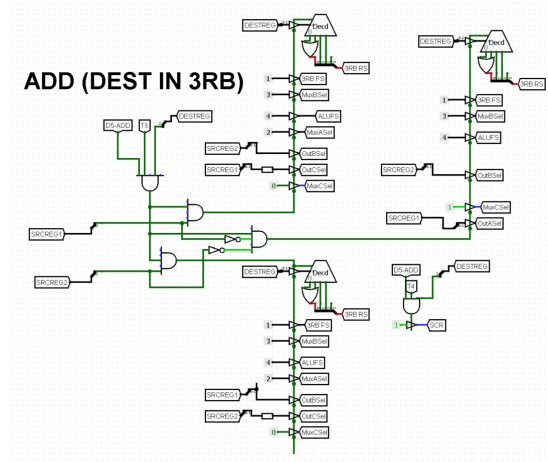 DESTREG
Decd
0
3RB RS
DESTREG
Decd
0
3RB RS
ADD (DEST IN 3RB)
1 3RB FS
3 MuxBSel
4 ALUFS
2 MuxASel
SRCREG2 OutBSel
SRCREG1 OutCSel
0 MuxCSel
1 3RB FS
3 MuxBSel
4 ALUFS
SRCREG2 OutBSel
1 MuxCSel
SRCREG1 OutASel
D5-ADD T3 DESTREG
SRCREG1
SRCREG2
DESTREG
Decd
0
3RB RS
1 3RB FS
3 MuxBSel
4 ALUFS
2 MuxASel
SRCREG1 OutBSel
SRCREG2 OutCSel
0 MuxCSel
D5-ADD DESTREG
T4
1 SCR